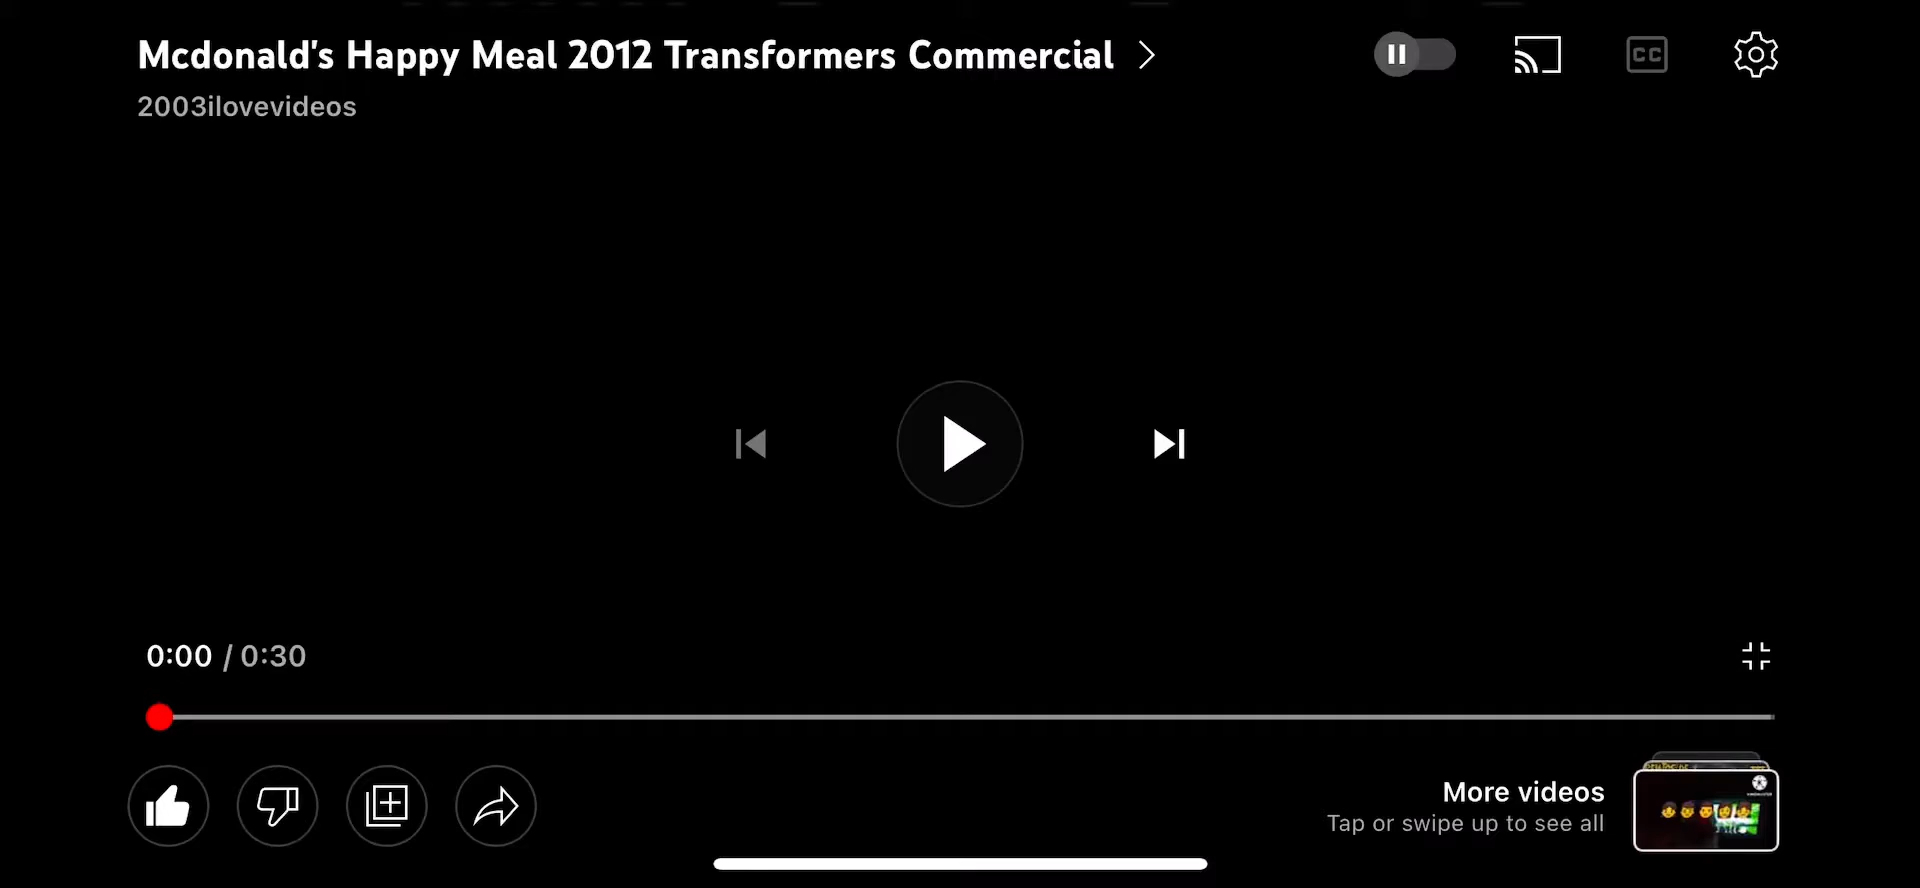 Mcdonald's Happy Meal 2012 Transformers Commercial
2003ilovevideos
CC
0:00 / 0:30
More videos
Tap or swipe up to see all